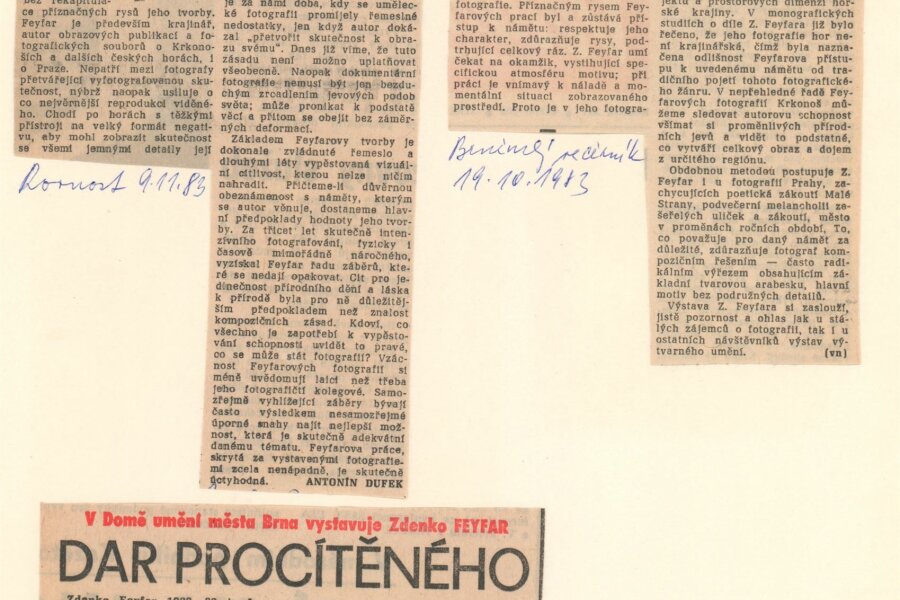 ce příznačných rysů jeho tvorby.
Feyfar je především krajinář,
autor obrazových publikací a fo-
tografických souborů o Krkono-
ších a dalších českých horách, i
o Praze. Nepatří mezi fotografy
přetvářející vyfotografovanou sku-
tečnost, nýbrž naopak usiluje o
co nejvěrnější reprodukci viděné-
ho. Chodí po horách s těžkými
přístroji na velký formát negati-
vu, aby mohl zobrazit skutečnost
se všemi jemnými detaily její
Rovnost 9.11.83
je za námi doba, kdy se umělec-
ké fotografii promíjely řemeslné
nedostatky, jen když autor doká-
zal „přetvořit skutečnost k obra-
zu svému“. Dnes již víme, že tuto
zásadu není možno uplatňovat
všeobecně. Naopak dokumentární
fotografie nemusí být jen bezdu-
chým zrcadlením jevových podob
světa; může pronikat k podstatě
věcí a přitom se obejít bez záměr-
ných deformací.
Základem Feyfarovy tvorby je
dokonale zvládnuté řemeslo a
dlouhými léty vypěstovaná vizuál-
ní citlivost, kterou nelze ničím
nahradit. Přičteme-li důvěrnou
obeznámenost s náměty, kterým
se autor věnuje, dostaneme hlav-
ní předpoklady hodnoty jeho tvor-
by. Za třicet let skutečně inten-
zívního fotografování, fyzicky i
časově mimořádně náročného,
vyzískal Feyfar řadu záběrů, kte-
ré se nedají opakovat. Cit pro je-
dinečnost přírodního dění a láska
k přírodě byla pro ně důležitěj-
ším předpokladem než znalost
kompozičních zásad. Kdoví, co
všechno je zapotřebí k vypěsto-
vání schopnosti uvidět to pravé,
co se může stát fotografií? Vzác-
nost Feyfarových fotografií si
méně uvědomují laici než třeba
jeho fotografičtí kolegové. Samo-
zřejmě vyhlížející záběry bývají
často výsledkem nesamozřejmé
úporné snahy najít nejlepší mož-
nost, která je skutečně adekvátní
danému tématu. Feyfarova práce,
skrytá za vystavenými fotografie-
mi zcela nenápadně, je skutečně
úctyhodná. ANTONÍN DUFEK
tografie. Příznačným rysem Fey-
farových prací byl a zůstává pří-
stup k námětu: respektuje jeho
charakter, zdůrazňuje rysy, pod-
trhující celkový ráz. Z. Feyfar umí
čekat na okamžik, vystihující spe-
cifickou atmosféru motivu; při
práci je vnímavý k náladě a mo-
mentální situaci zobrazovaného
prostředí. Proto je v jeho fotogra-
Brněnský večerník
19.10.1983
jektu a prostorových dimenzí hor-
ské krajiny. V monografických
studiích o díle Z. Feyfara již bylo
řečeno, že jeho fotografie hor ne-
ní krajinářská, čímž byla nazna-
čena odlišnost Feyfarova přístu-
pu k uvedenému námětu od tra-
dičního pojetí tohoto fotografické-
ho žánru. V nepřehledné řadě Fey-
farových fotografií Krkonoš mů-
žeme sledovat autorovu schopnost
všímat si proměnlivých přírod-
ních jevů a vidět to podstatné,
co vytváří celkový obraz a dojem
z určitého regiónu.
Obdobnou metodou postupuje Z.
Feyfar i u fotografií Prahy, za-
chycujících poetická zákoutí Malé
Strany, podvečerní melancholii ze-
šeřelých uliček a zákoutí, město
v proměnách ročních období. To,
co považuje pro daný námět za
důležité, zdůrazňuje fotograf kom-
pozičním řešením — často radi-
kálním výřezem obsahujícím zá-
kladní tvarovou arabesku, hlavní
motiv bez podružných detailů.
Výstava Z. Feyfara si zaslouží,
jistě pozornost a ohlas jak u stá-
lých zájemců o fotografii, tak i u
ostatních návštěvníků výstav vý-
tvarného umění. (vn)
V Domě umění města Brna vystavuje Zdenko FEYFAR
DAR PROCÍTĚNÉHO